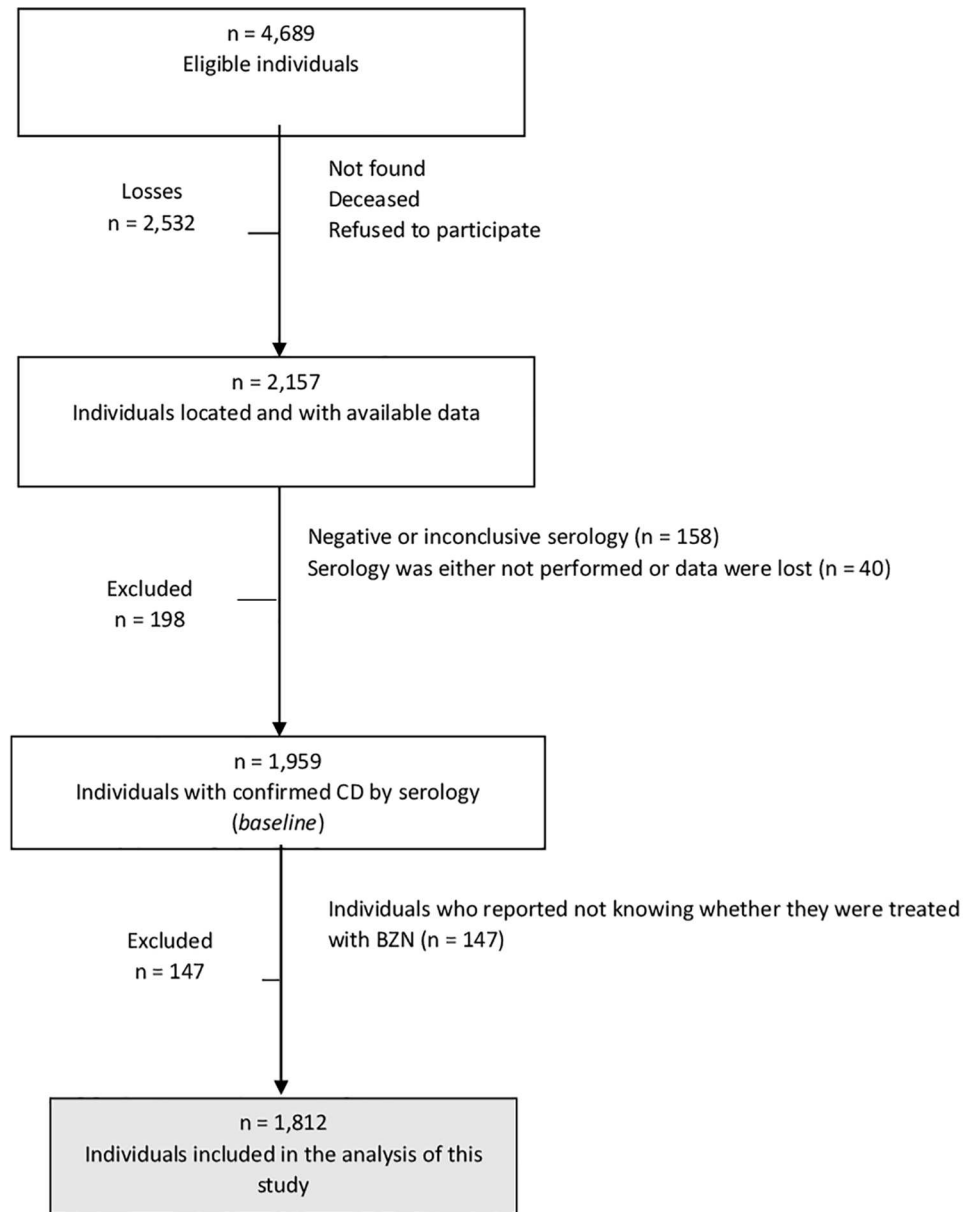 n = 4,689
Eligible individuals
Losses
n = 2,532
Not found
Deceased
Refused to participate
n = 2,157
Individuals located and with available data
Negative or inconclusive serology (n = 158)
Serology was either not performed or data were lost (n = 40)
Excluded
n = 198
n = 1,959
Individuals with confirmed CD by serology
(baseline)
Individuals who reported not knowing whether they were treated
with BZN (n = 147)
Excluded
n = 147
n = 1,812
Individuals included in the analysis of this
study